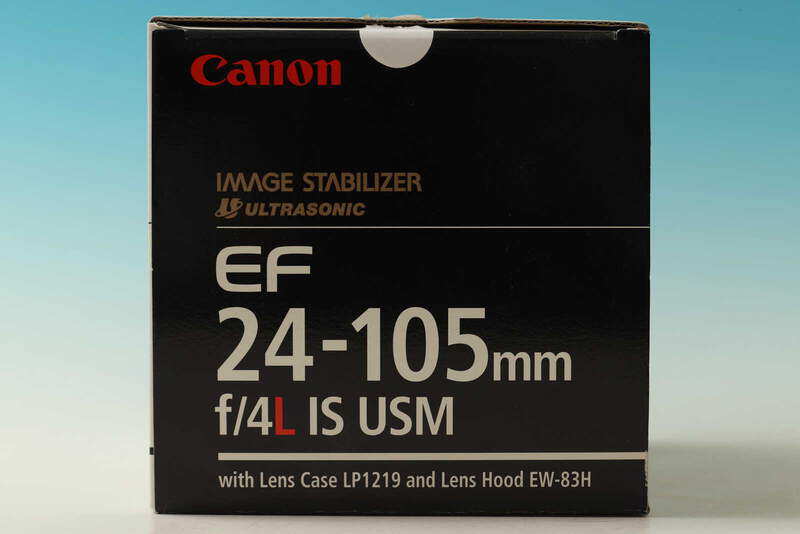 Canon
IMAGE STABILIZER
ULTRASONIC
EF
24-105mm
f/4L IS USM
with Lens Case LP1219 and Lens Hood EW-83H